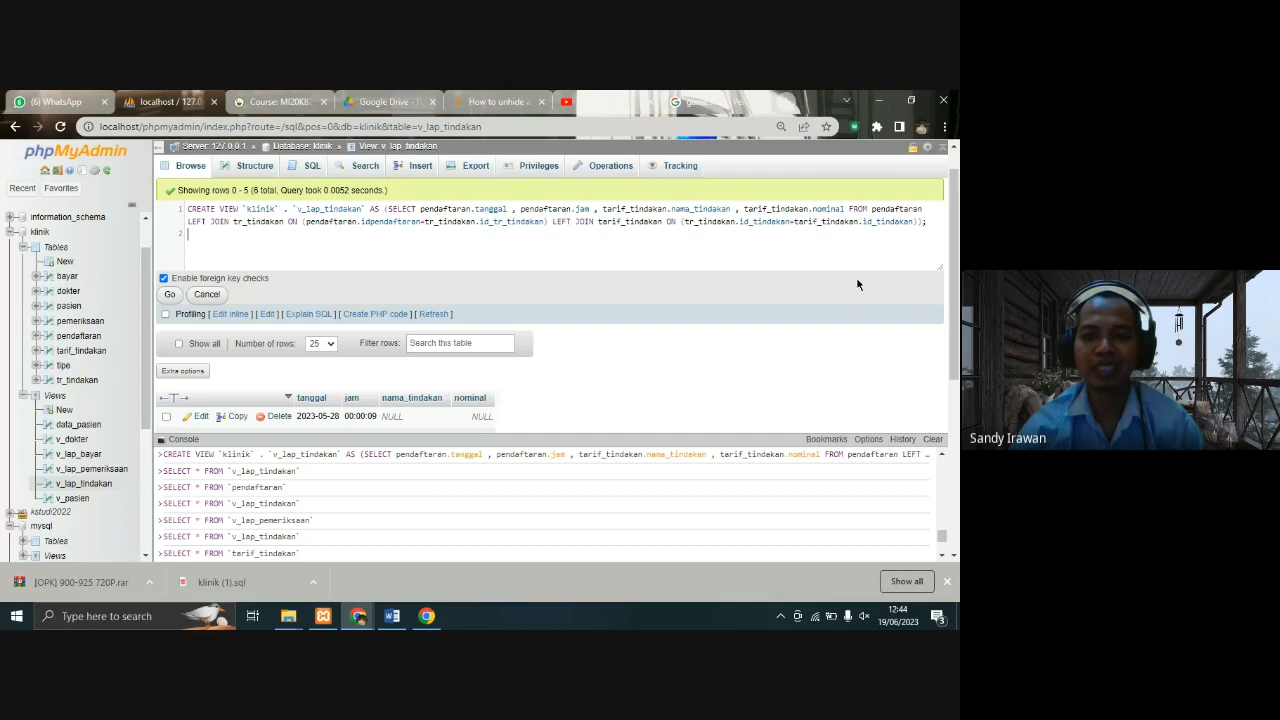 (6) WhatsApp
localhost / 127.0
Course: MI20KB
Google Drive - P
How to unhide
localhost/phpmyadmin/index.php?route=/sql&pos=0&db=klinik&table=v_lap_tindakan
phpMyAdmin
Recent
Favorites
information_schema
klinik
Tables
New
bayar
dokter
pasien
pemeriksaan
pendaftaran
tarif_tindakan
tipe
tr_tindakan
Views
New
data_pasien
v_dokter
v_lap_bayar
v_lap_pemeriksaan
v_lap_tindakan
v_pasien
kstudi2022
mysql
Tables
Views
Server: 127.0.0.1 » Database: klinik » View: v_lap_tindakan
Browse
Structure
SQL
Search
Insert
Export
Privileges
Operations
Tracking
Showing rows 0 - 5 (6 total, Query took 0.0052 seconds.)
1 CREATE VIEW `klinik` . `v_lap_tindakan` AS (SELECT pendaftaran.tanggal , pendaftaran.jam , tarif_tindakan.nama_tindakan , tarif_tindakan.nominal FROM pendaftaran
LEFT JOIN tr_tindakan ON (pendaftaran.idpendaftaran=tr_tindakan.id_tr_tindakan) LEFT JOIN tarif_tindakan ON (tr_tindakan.id_tindakan=tarif_tindakan.id_tindakan));
2
Enable foreign key checks
Go
Cancel
Profiling [ Edit inline ] [ Edit ] [ Explain SQL ] [ Create PHP code ] [ Refresh ]
Show all | Number of rows: 25 Filter rows: Search this table
Extra options
←T→ tanggal jam nama_tindakan nominal
Edit Copy Delete 2023-05-28 00:00:09 NULL NULL
Console
Bookmarks Options History Clear
>CREATE VIEW `klinik` . `v_lap_tindakan` AS (SELECT pendaftaran.tanggal , pendaftaran.jam , tarif_tindakan.nama_tindakan , tarif_tindakan.nominal FROM pendaftaran LEFT …
>SELECT * FROM `v_lap_tindakan`
>SELECT * FROM `pendaftaran`
>SELECT * FROM `v_lap_tindakan`
>SELECT * FROM `v_lap_pemeriksaan`
>SELECT * FROM `v_lap_tindakan`
>SELECT * FROM `tarif_tindakan`
[OPK] 900-925 720P.rar
klinik (1).sql
Show all
Type here to search
12:44
19/06/2023
3
Sandy Irawan